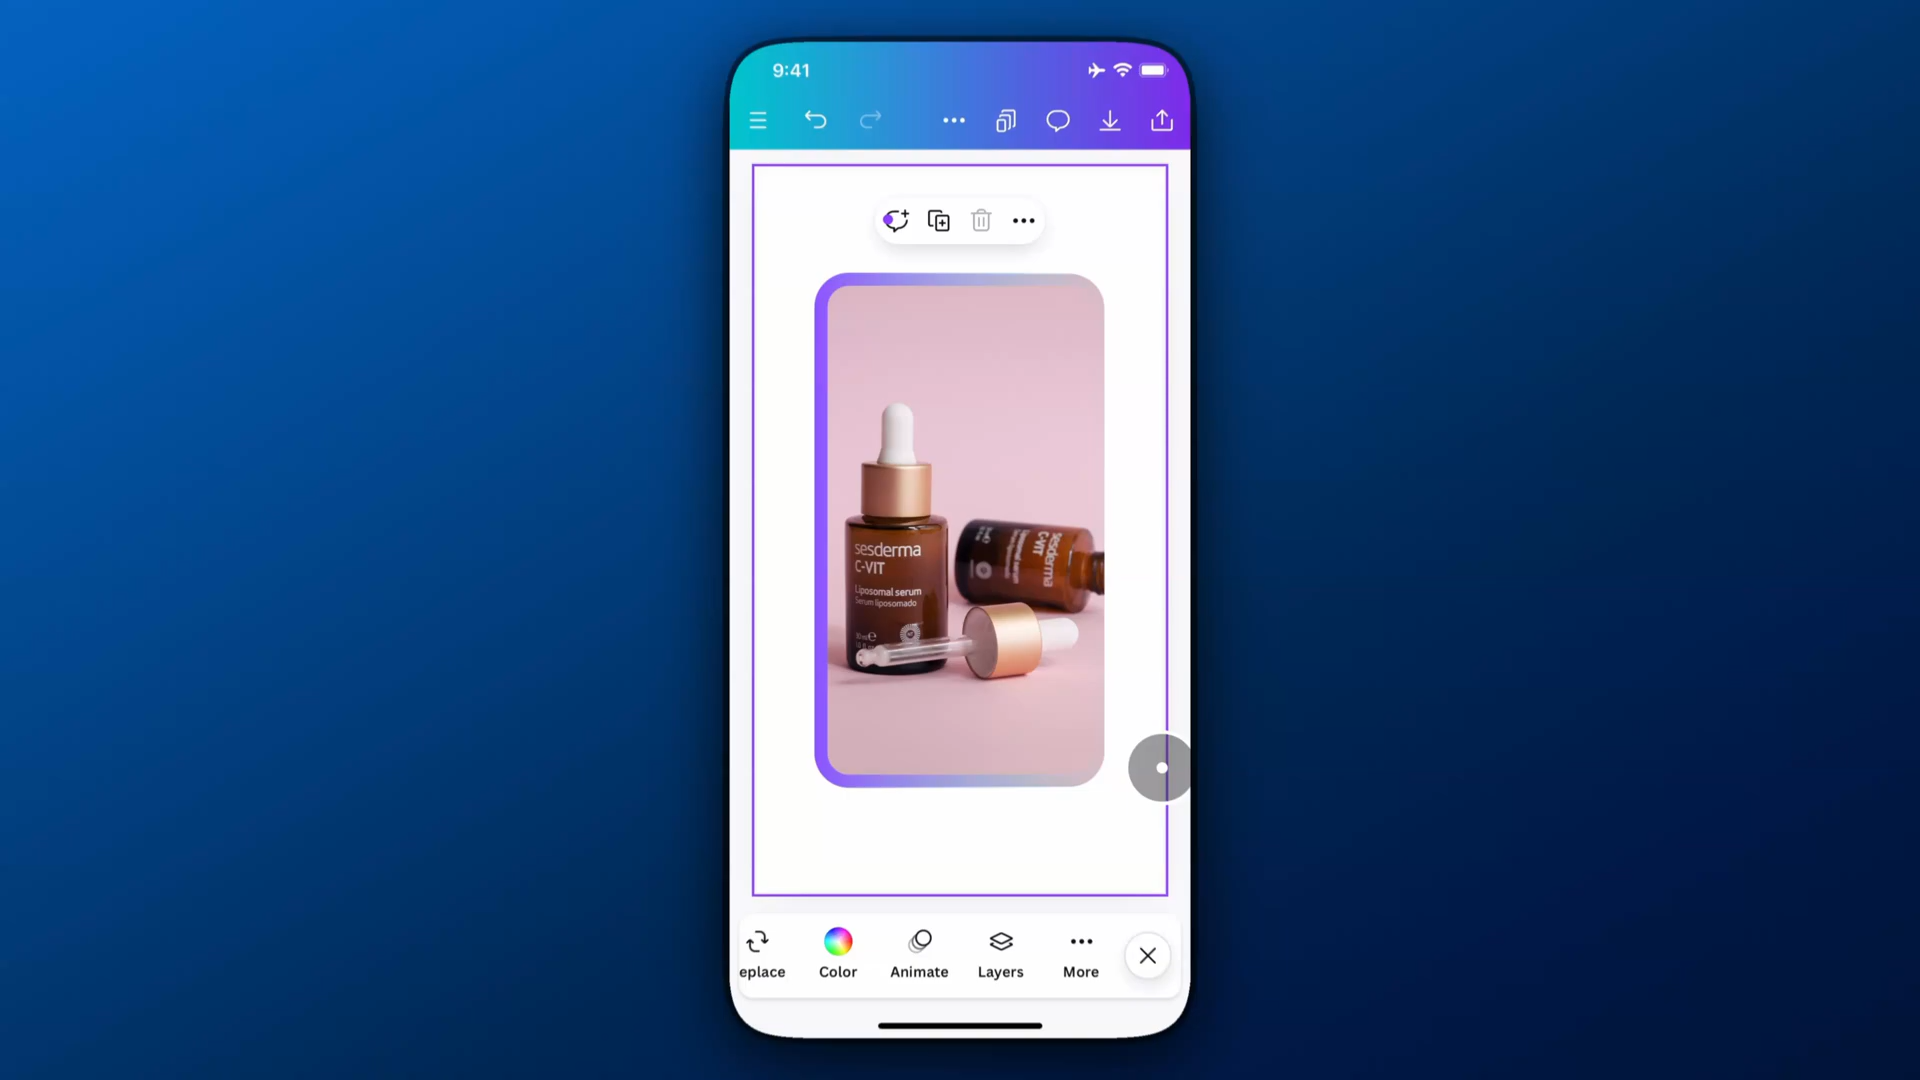 9:41
sesderma
C-VIT
Liposomal serum
Serum liposomado
sesderma
C-VIT
eplace
Color
Animate
Layers
More